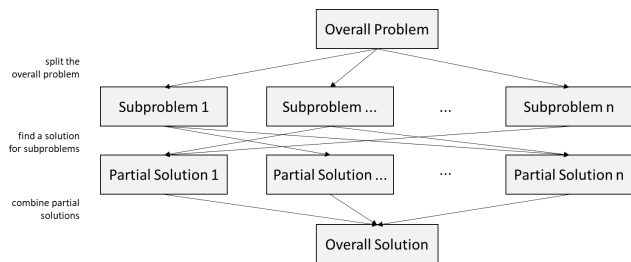 Overall Problem
split the
overall problem
Subproblem 1
Subproblem ...
...
Subproblem n
find a solution
for subproblems
Partial Solution 1
Partial Solution ...
...
Partial Solution n
combine partial
solutions
Overall Solution